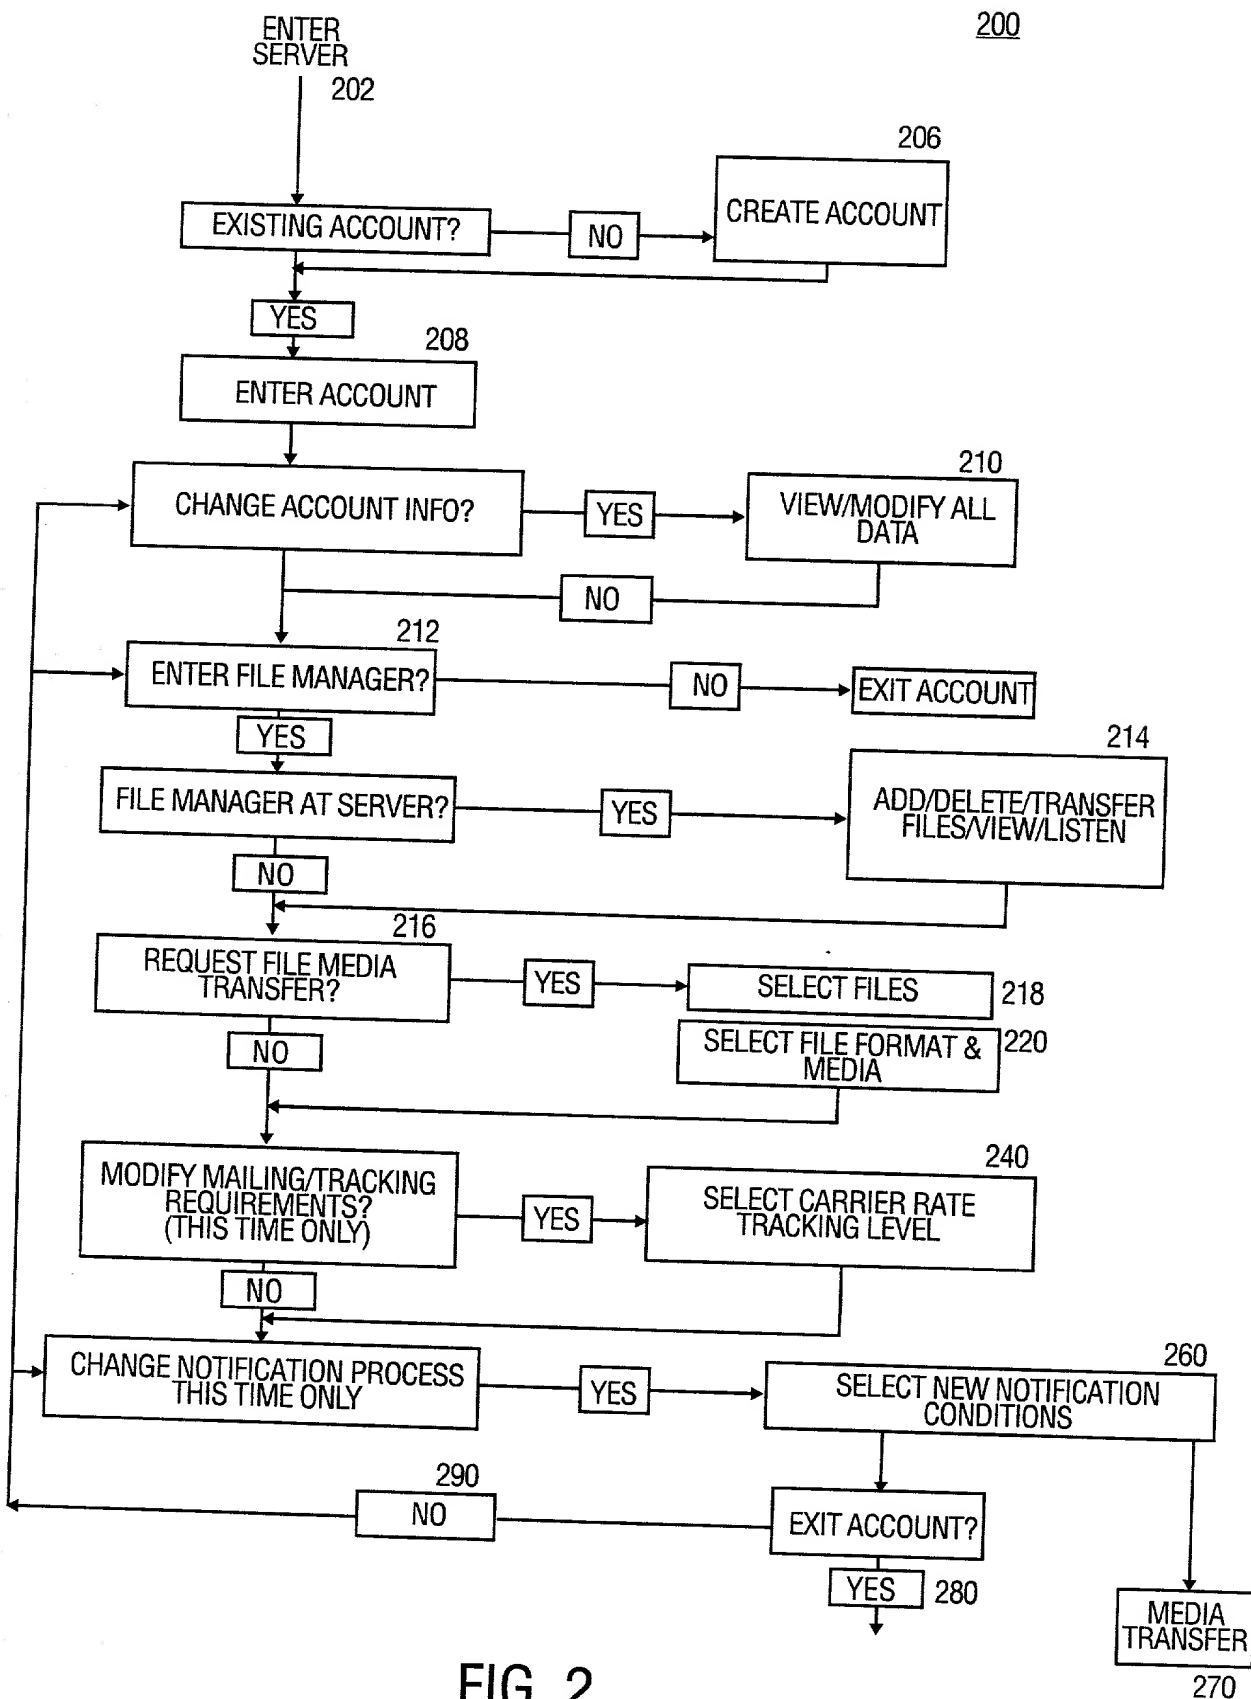 200
ENTER
SERVER
202
206
CREATE ACCOUNT
EXISTING ACCOUNT?
NO
YES
208
ENTER ACCOUNT
210
CHANGE ACCOUNT INFO?
YES
VIEW/MODIFY ALL
DATA
NO
212
ENTER FILE MANAGER?
NO
EXIT ACCOUNT
YES
214
FILE MANAGER AT SERVER?
YES
ADD/DELETE/TRANSFER
FILES/VIEW/LISTEN
NO
216
REQUEST FILE MEDIA
TRANSFER?
YES
SELECT FILES
218
NO
SELECT FILE FORMAT &
MEDIA
220
240
MODIFY MAILING/TRACKING
REQUIREMENTS?
(THIS TIME ONLY)
YES
SELECT CARRIER RATE
TRACKING LEVEL
NO
260
CHANGE NOTIFICATION PROCESS
THIS TIME ONLY
YES
SELECT NEW NOTIFICATION
CONDITIONS
290
NO
EXIT ACCOUNT?
YES
280
MEDIA
TRANSFER
270
FIG. 2